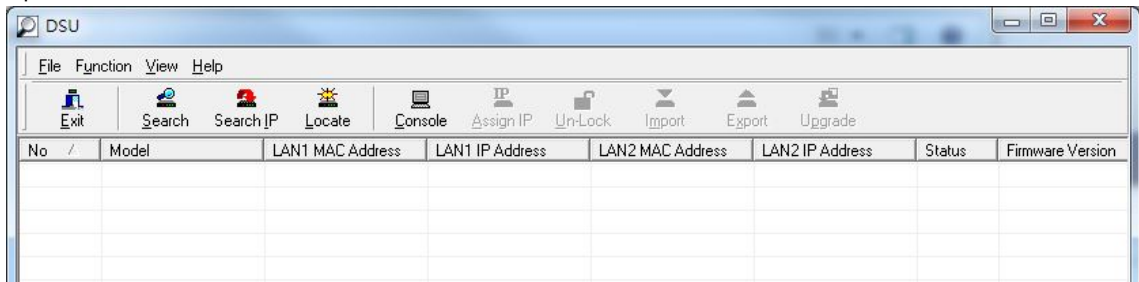 DSU
File Function View Help
Exit Search Search IP Locate Console Assign IP Un-Lock Import Export Upgrade
No Model LAN1 MAC Address LAN1 IP Address LAN2 MAC Address LAN2 IP Address Status Firmware Version